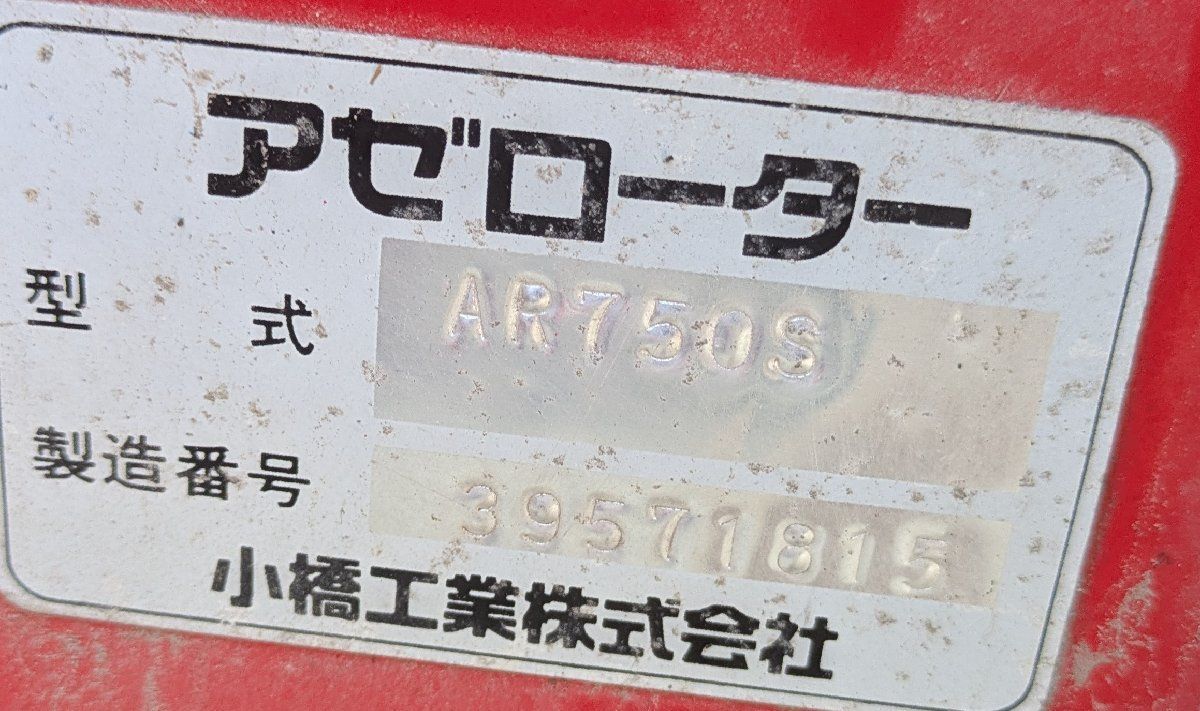 アゼローター
型式 AR750S
製造番号 39571815
小橋工業株式会社